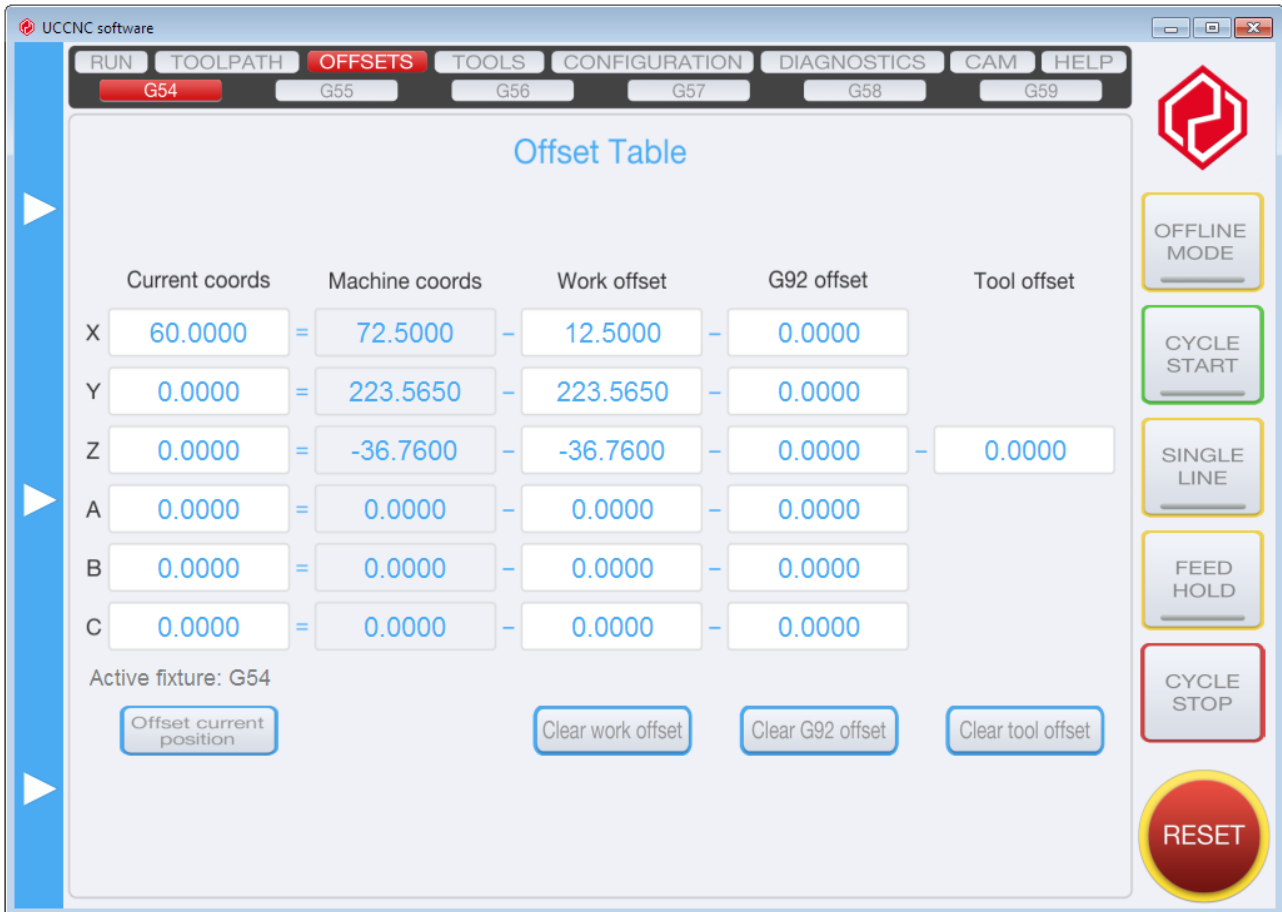 UCCNC software
RUN TOOLPATH OFFSETS TOOLS CONFIGURATION DIAGNOSTICS CAM HELP
G54 G55 G56 G57 G58 G59
Offset Table
Current coords Machine coords Work offset G92 offset Tool offset
X 60.0000 = 72.5000 - 12.5000 - 0.0000
Y 0.0000 = 223.5650 - 223.5650 - 0.0000
Z 0.0000 = -36.7600 - -36.7600 - 0.0000 - 0.0000
A 0.0000 = 0.0000 - 0.0000 - 0.0000
B 0.0000 = 0.0000 - 0.0000 - 0.0000
C 0.0000 = 0.0000 - 0.0000 - 0.0000
Active fixture: G54
Offset current
position
Clear work offset
Clear G92 offset
Clear tool offset
OFFLINE
MODE
CYCLE
START
SINGLE
LINE
FEED
HOLD
CYCLE
STOP
RESET